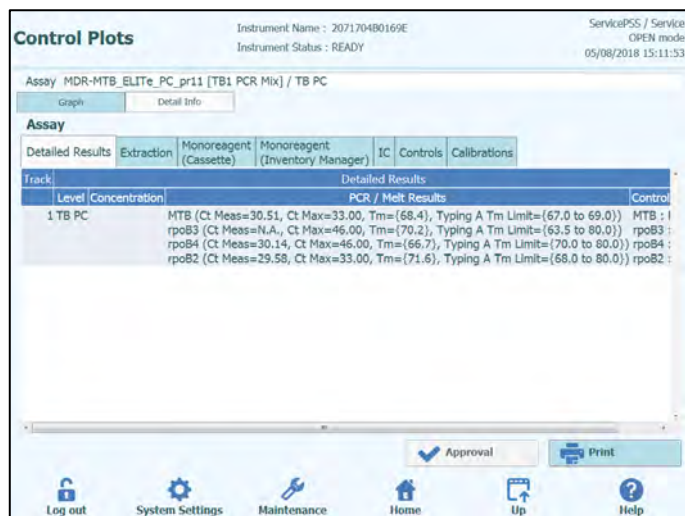 Control Plots
Instrument Name : 2071704B0169E
Instrument Status : READY
ServicePSS / Service
OPEN mode
05/08/2018 15:11:53
Assay MDR-MTB_ELITe_PC_pr11 [TB1 PCR Mix] / TB PC
Graph Detail Info
Assay
Detailed Results Extraction Monoreagent (Cassette) Monoreagent (Inventory Manager) IC Controls Calibrations
Track Detailed Results
Level Concentration PCR / Melt Results Control
1 TB PC MTB (Ct Meas=30.51, Ct Max=33.00, Tm={68.4}, Typing A Tm Limit={67.0 to 69.0}) MTB :
rpoB3 (Ct Meas=N.A., Ct Max=46.00, Tm={70.2}, Typing A Tm Limit={63.5 to 80.0}) rpoB3 :
rpoB4 (Ct Meas=30.14, Ct Max=46.00, Tm={66.7}, Typing A Tm Limit={70.0 to 80.0}) rpoB4 :
rpoB2 (Ct Meas=29.58, Ct Max=33.00, Tm={71.6}, Typing A Tm Limit={68.0 to 80.0}) rpoB2 :
Approval Print
Log out System Settings Maintenance Home Up Help